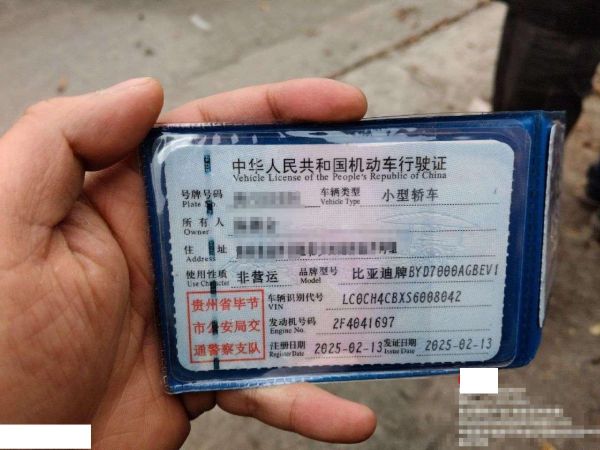 中华人民共和国机动车行驶证
Vehicle License of the People's Republic of China
号牌号码 车辆类型 小型轿车
Plate No. Vehicle Type
所有人
Owner
住址
Address
使用性质 非营运 品牌型号 比亚迪牌BYD7000AGBEV1
Use Character Model
贵州省毕节 车辆识别代号 LC0CH4CBXS6008042
VIN
市公安局交 发动机号码 2F4041697
Engine No.
通警察支队 注册日期 2025-02-13 发证日期 2025-02-13
Register Date Issue Date